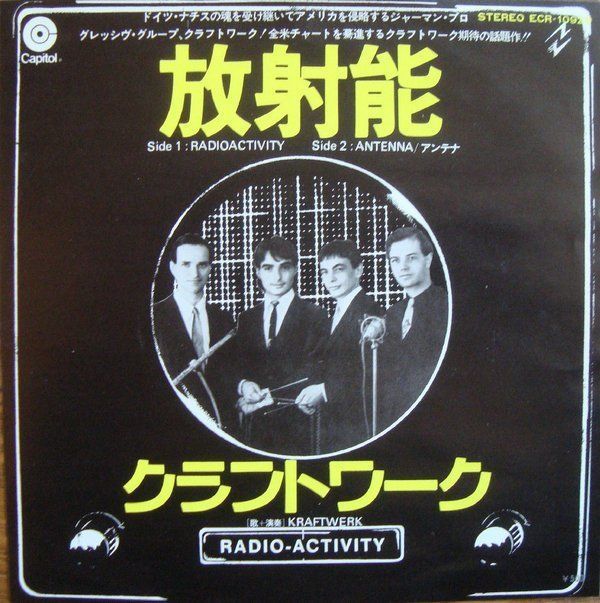 ドイツ・ナチスの魂を受け継いでアメリカを侵略するジャーマン・プロ
グレッシヴ・グループ、クラフトワーク! 全米チャートを驀進するクラフトワーク期待の話題作!!
STEREO
Capitol
放射能
Side 1 : RADIOACTIVITY Side 2 : ANTENNA/アンテナ
クラフトワーク
[歌+演奏] KRAFTWERK
RADIO-ACTIVITY